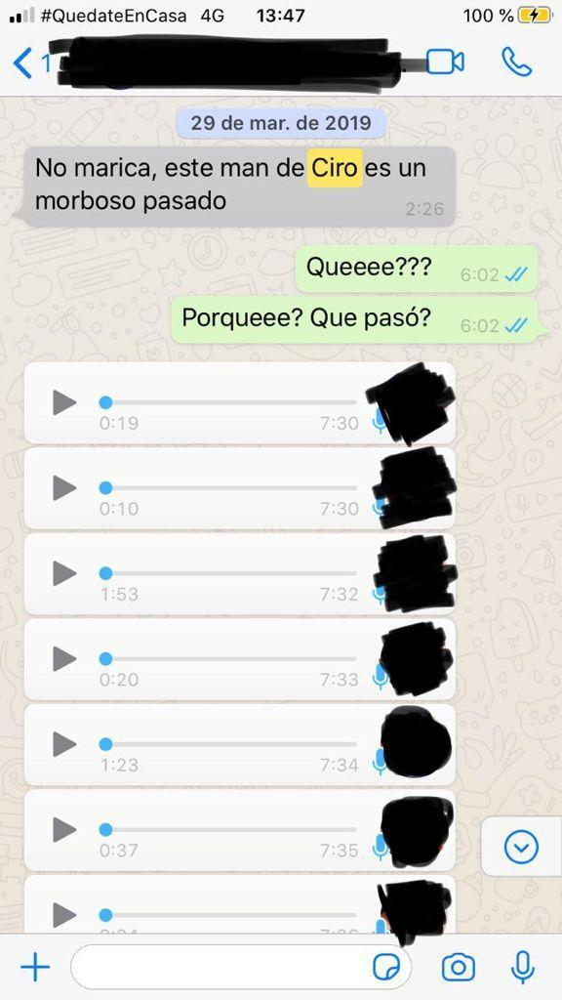 #QuedateEnCasa 4G 13:47 100 %
1
29 de mar. de 2019
No marica, este man de Ciro es un
morboso pasado 2:26
Queeee??? 6:02
Porqueee? Que pasó? 6:02
0:19 7:30
0:10 7:30
1:53 7:32
0:20 7:33
1:23 7:34
0:37 7:35